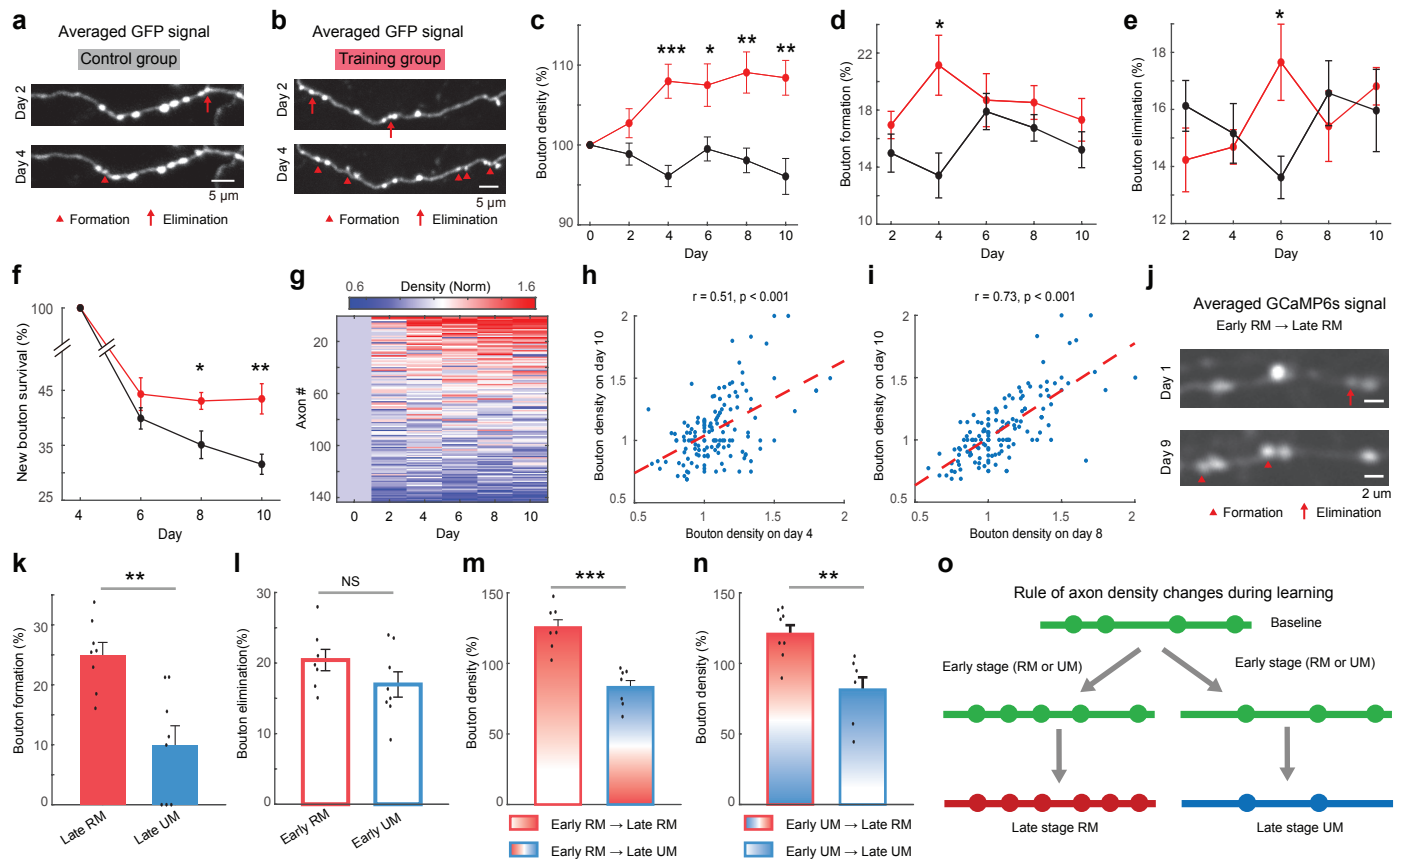 a
Averaged GFP signal
Control group
Day 2
Day 4
5 µm
Formation
Elimination
b
Averaged GFP signal
Training group
Day 2
Day 4
5 µm
Formation
Elimination
c
Bouton density (%)
110
100
90
***
*
**
**
0 2 4 6 8 10
Day
d
Bouton formation (%)
22
18
14
10
*
2 4 6 8 10
Day
e
Bouton elimination (%)
18
16
14
12
*
2 4 6 8 10
Day
f
New bouton survival (%)
100
45
35
25
*
**
4 6 8 10
Day
g
Density (Norm)
0.6 1.6
Axon #
20
60
100
140
0 2 4 6 8 10
Day
h
r = 0.51, p < 0.001
Bouton density on day 10
2
1.5
1
0.5
0.5 1 1.5 2
Bouton density on day 4
i
r = 0.73, p < 0.001
Bouton density on day 10
2
1.5
1
0.5
0.5 1 1.5 2
Bouton density on day 8
j
Averaged GCaMP6s signal
Early RM → Late RM
Day 1
Day 9
2 um
Formation
Elimination
k
**
Bouton formation (%)
30
20
10
0
Late RM
Late UM
l
NS
Bouton elimination(%)
30
20
10
0
Early RM
Early UM
m
***
Bouton density (%)
150
100
50
0
Early RM → Late RM
Early RM → Late UM
n
**
Bouton density (%)
150
100
50
0
Early UM → Late RM
Early UM → Late UM
o
Rule of axon density changes during learning
Baseline
Early stage (RM or UM)
Early stage (RM or UM)
Late stage RM
Late stage UM